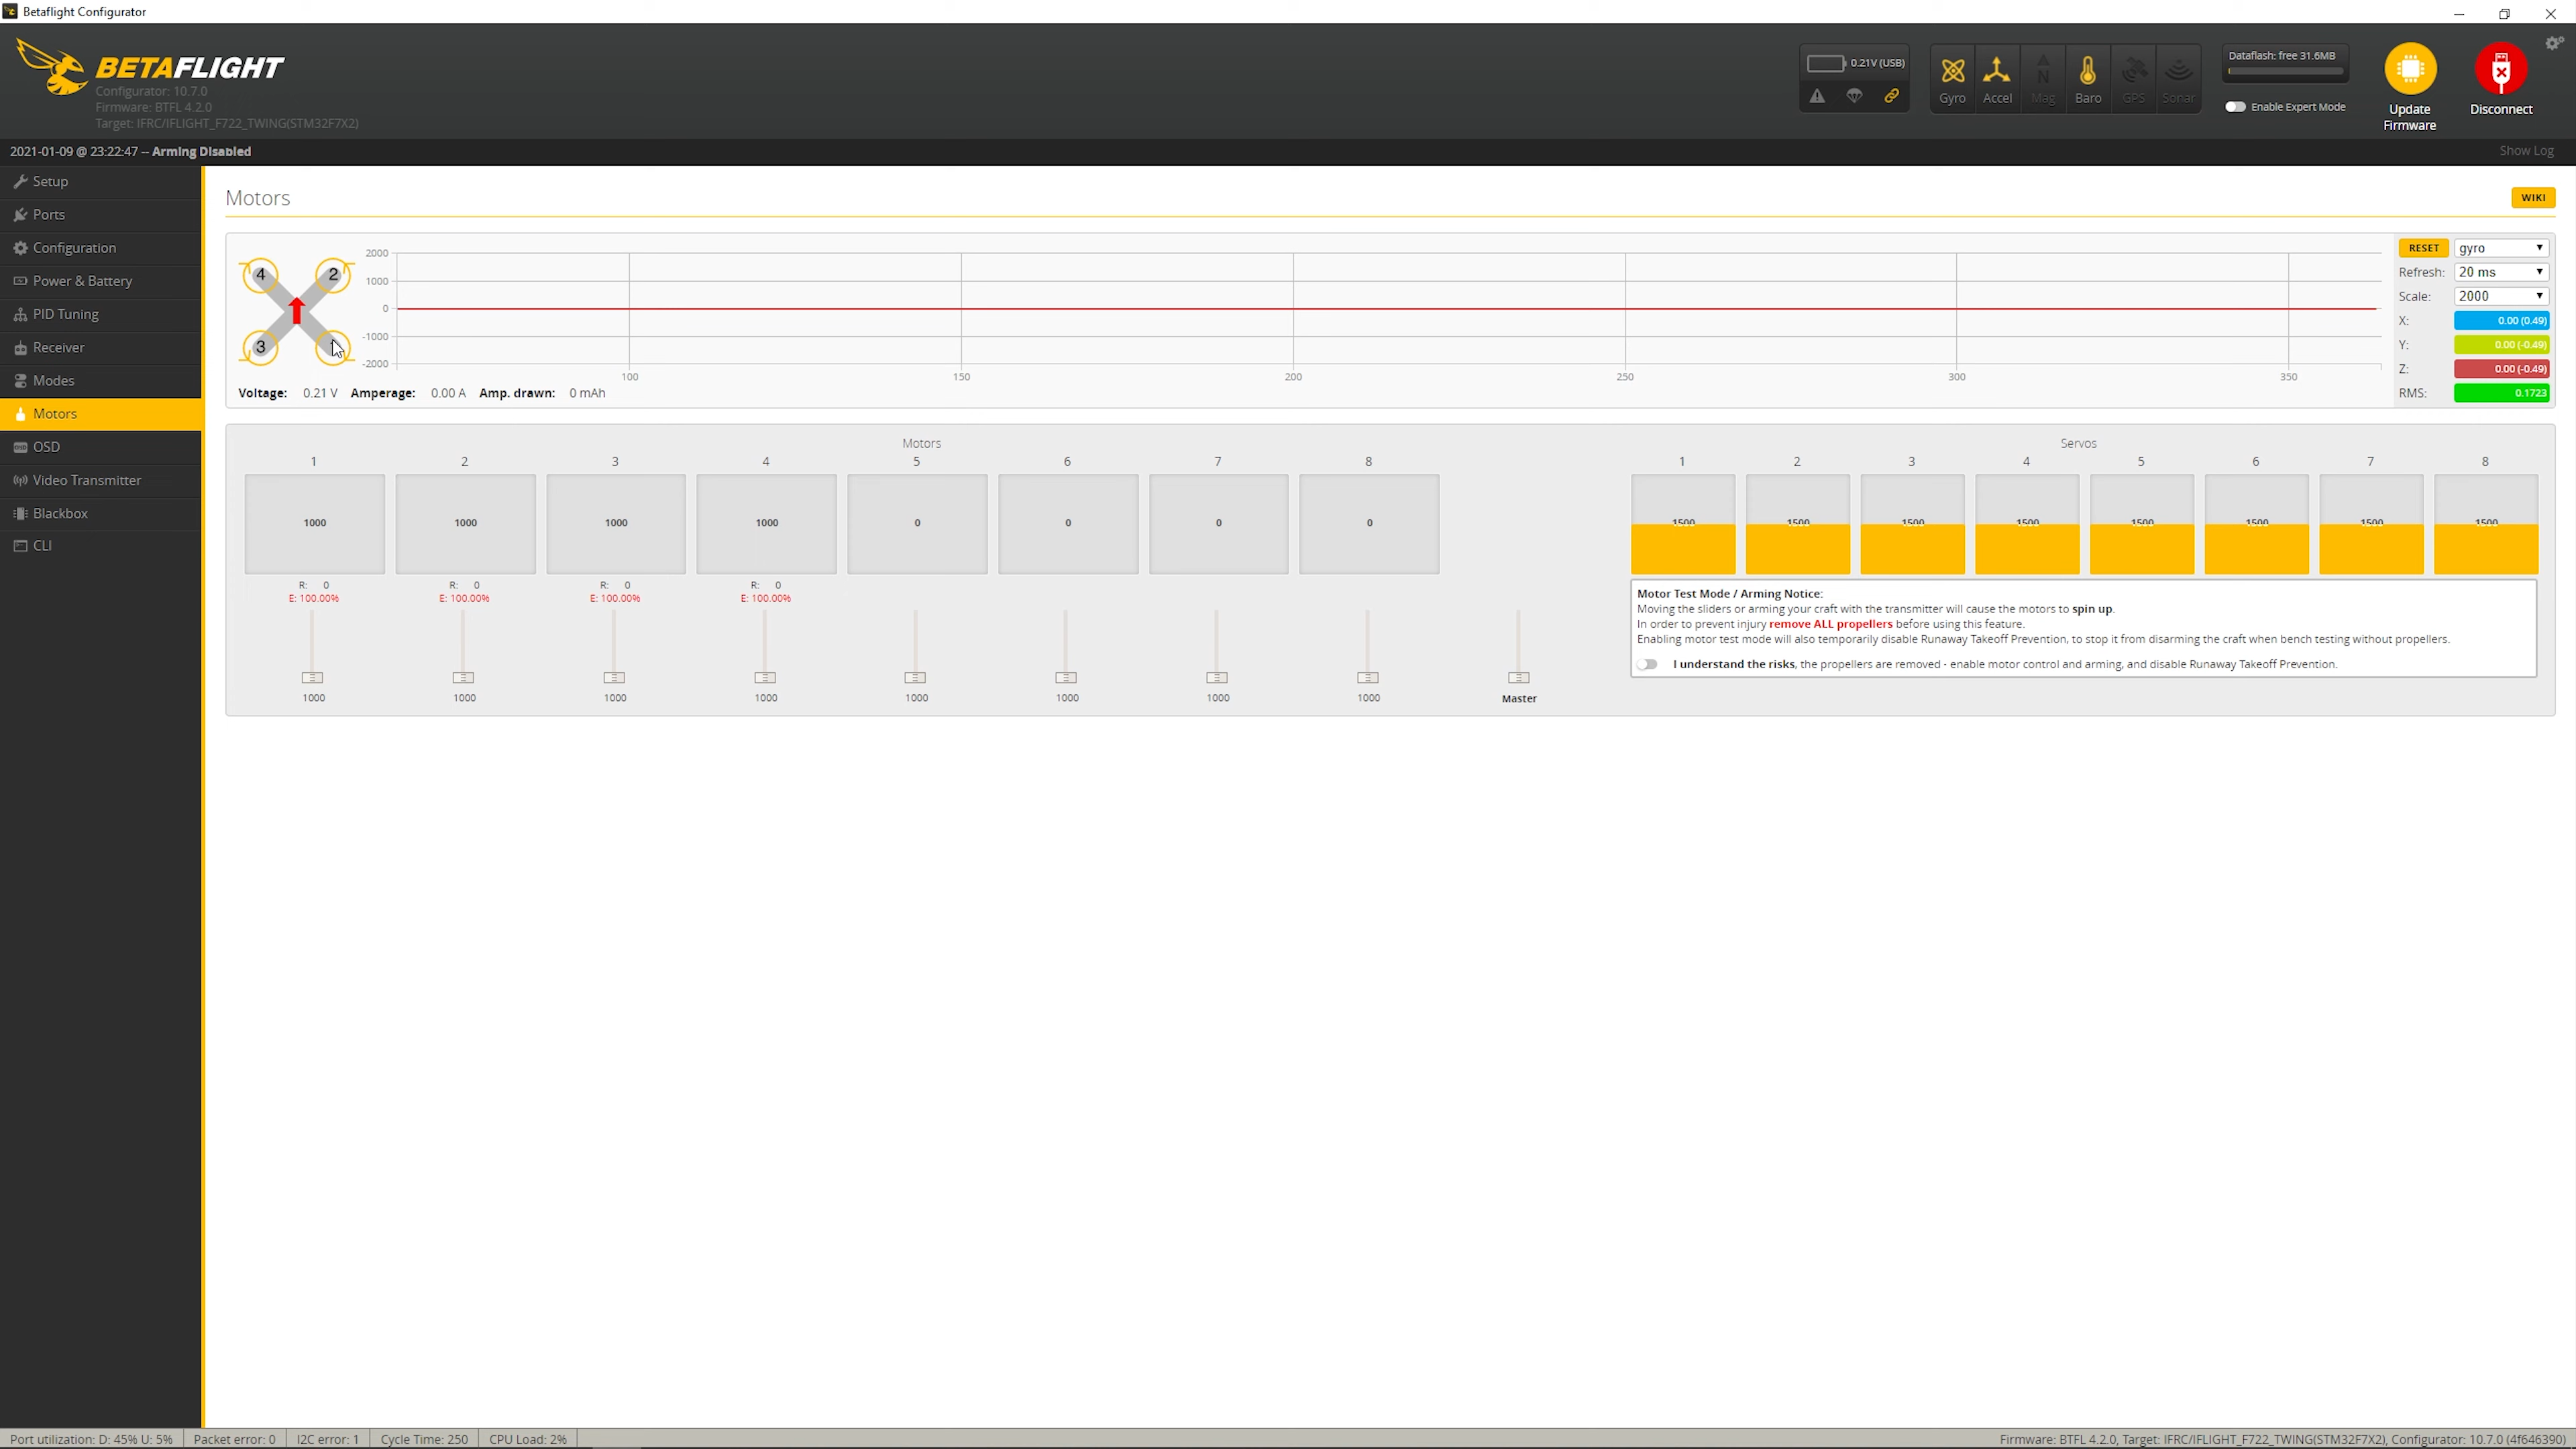 Betaflight Configurator
BETAFLIGHT
Configurator: 10.7.0
Firmware: BTFL 4.2.0
Target: IFRC/IFLIGHT_F722_TWING(STM32F7X2)
0.21V (USB)
Gyro Accel Mag Baro GPS Sonar
Dataflash: free 31.6MB
Enable Expert Mode
Update Firmware
Disconnect
2021-01-09 @ 23:22:47 -- Arming Disabled
Show Log
Setup
Ports
Configuration
Power & Battery
PID Tuning
Receiver
Modes
Motors
OSD
Video Transmitter
Blackbox
CLI
Motors
WIKI
4 2
3
2000
1000
0
-1000
-2000
100 150 200 250 300 350
Voltage: 0.21 V Amperage: 0.00 A Amp. drawn: 0 mAh
RESET gyro
Refresh: 20 ms
Scale: 2000
X: 0.00 (0.49)
Y: 0.00 (-0.49)
Z: 0.00 (-0.49)
RMS: 0.1723
Motors
1 2 3 4 5 6 7 8
1000 1000 1000 1000 0 0 0 0
R: 0 R: 0 R: 0 R: 0
E: 100.00% E: 100.00% E: 100.00% E: 100.00%
1000 1000 1000 1000 1000 1000 1000 1000 Master
Servos
1 2 3 4 5 6 7 8
1500 1500 1500 1500 1500 1500 1500 1500
Motor Test Mode / Arming Notice:
Moving the sliders or arming your craft with the transmitter will cause the motors to spin up.
In order to prevent injury remove ALL propellers before using this feature.
Enabling motor test mode will also temporarily disable Runaway Takeoff Prevention, to stop it from disarming the craft when bench testing without propellers.
I understand the risks, the propellers are removed - enable motor control and arming, and disable Runaway Takeoff Prevention.
Port utilization: D: 45% U: 5% Packet error: 0 I2C error: 1 Cycle Time: 250 CPU Load: 2%
Firmware: BTFL 4.2.0, Target: IFRC/IFLIGHT_F722_TWING(STM32F7X2), Configurator: 10.7.0 (4f646390)